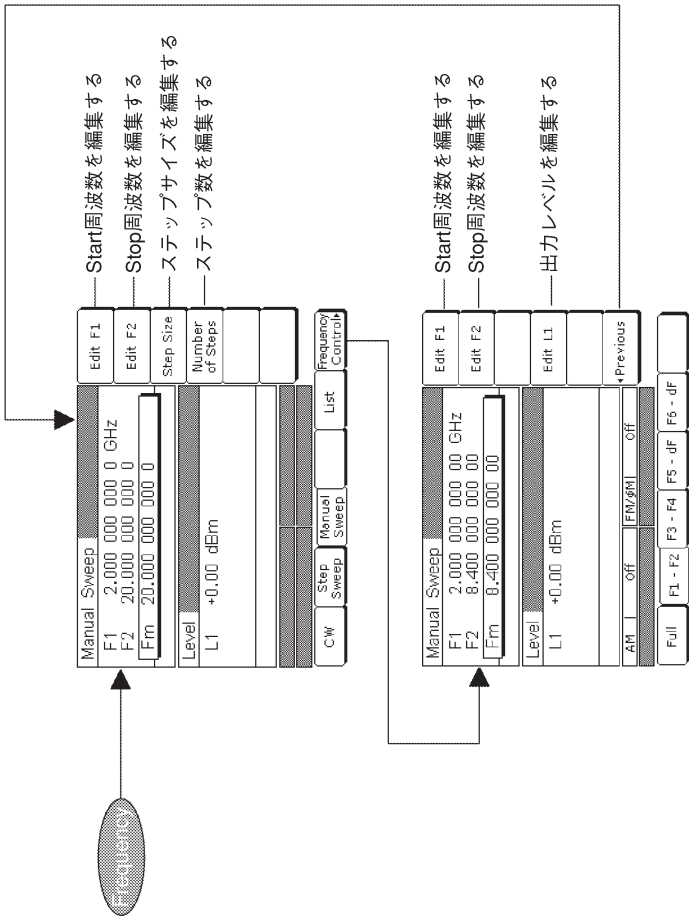 Frequency
Manual Sweep
F1 2.000 000 000 0 GHz
F2 20.000 000 000 0
Fm 20.000 000 000 0
Level
L1 +0.00 dBm
Edit F1
Edit F2
Step Size
Number
of Steps
Start周波数を編集する
Stop周波数を編集する
ステップサイズを編集する
ステップ数を編集する
CW
Step
Sweep
Manual
Sweep
List
Frequency
Control▸
Manual Sweep
F1 2.000 000 000 00 GHz
F2 8.400 000 000 00
Fm 8.400 000 000 00
Level
L1 +0.00 dBm
AM Off FM/φM Off
Edit F1
Edit F2
Edit L1
◂Previous
Start周波数を編集する
Stop周波数を編集する
出力レベルを編集する
Full
F1 - F2
F3 - F4
F5 - dF
F6 - dF